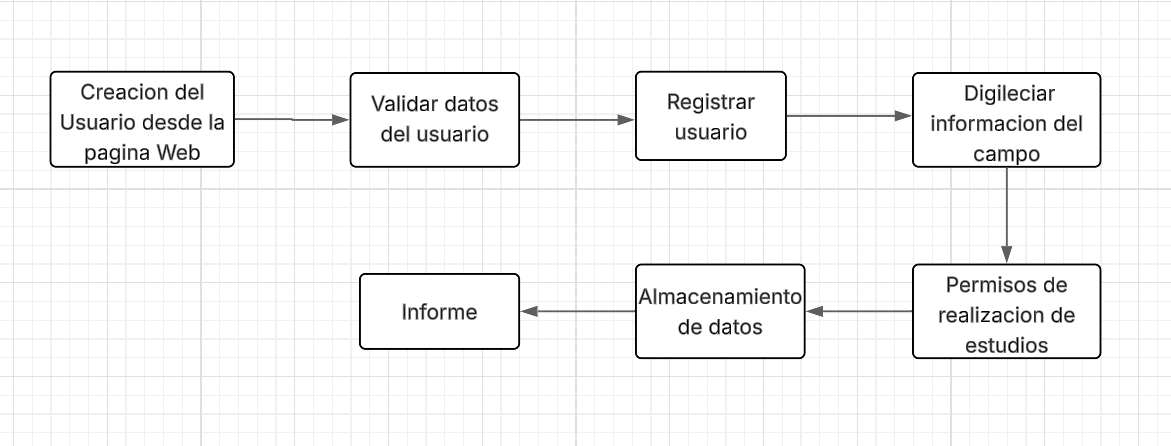 Creacion del
Usuario desde la
pagina Web
Validar datos
del usuario
Registrar
usuario
Digileciar
informacion del
campo
Permisos de
realizacion de
estudios
Almacenamiento
de datos
Informe